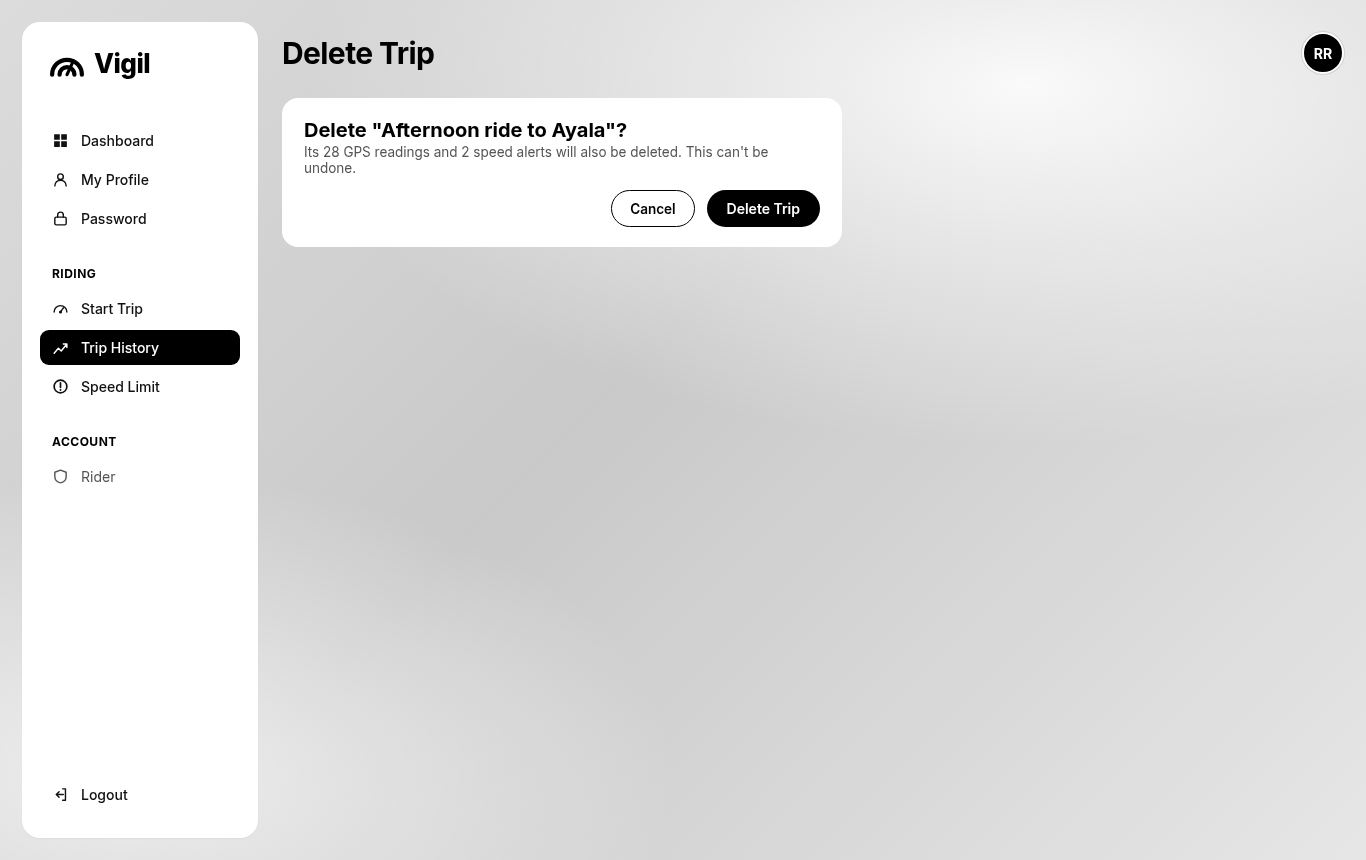 Vigil
Dashboard
My Profile
Password
RIDING
Start Trip
Trip History
Speed Limit
ACCOUNT
Rider
Logout
Delete Trip
RR
Delete "Afternoon ride to Ayala"?
Its 28 GPS readings and 2 speed alerts will also be deleted. This can't be
undone.
Cancel
Delete Trip